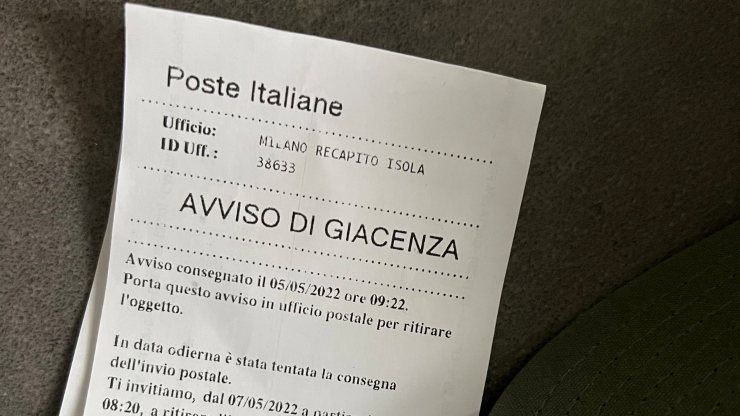 Poste Italiane
Ufficio: MILANO RECAPITO ISOLA
ID Uff.: 38633
AVVISO DI GIACENZA
Avviso consegnato il 05/05/2022 ore 09:22.
Porta questo avviso in ufficio postale per ritirare
l'oggetto.
In data odierna è stata tentata la consegna
dell'invio postale.
Ti invitiamo, dal 07/05/2022 a
08:20, a